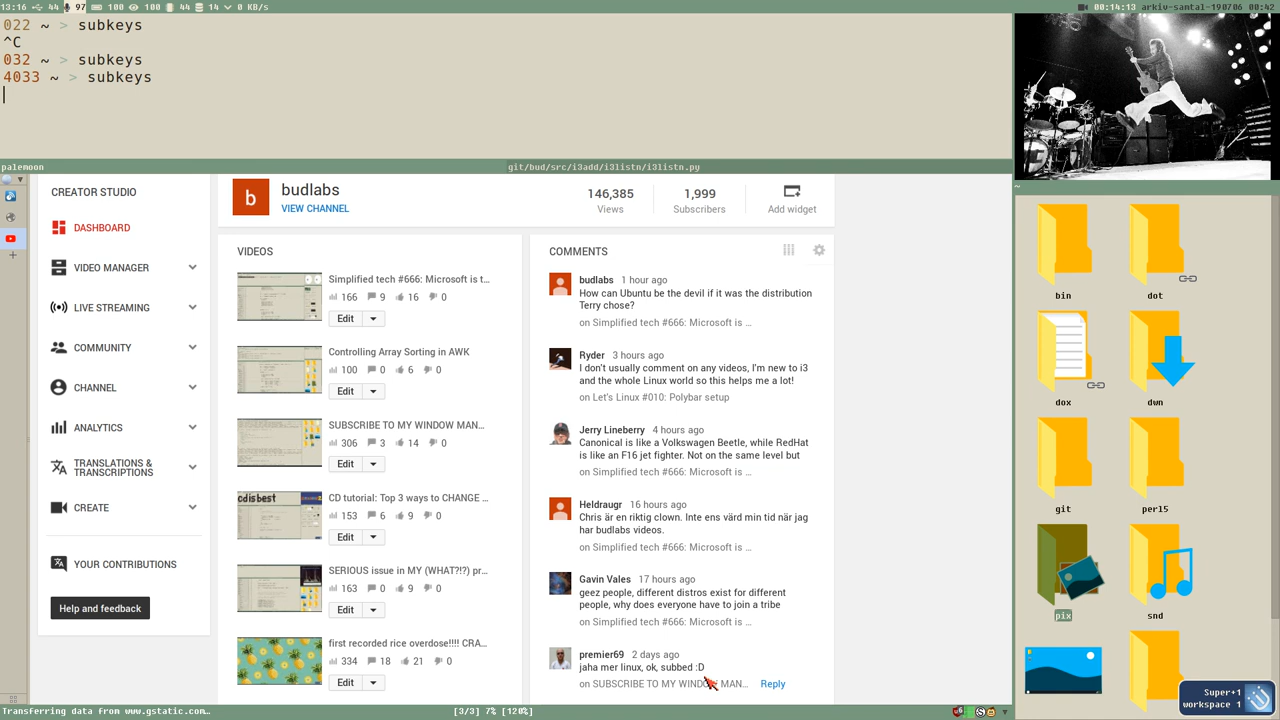 13:16 44 97 100 100 44 14 0 KB/s
00:14:13 arkiv-samtal-190706 00:42
022 ~ > subkeys
^C
032 ~ > subkeys
4033 ~ > subkeys
palemoon
git/bud/src/i3add/i3listn/i3listn.py
~
CREATOR STUDIO
DASHBOARD
VIDEO MANAGER
LIVE STREAMING
COMMUNITY
CHANNEL
ANALYTICS
TRANSLATIONS &
TRANSCRIPTIONS
CREATE
YOUR CONTRIBUTIONS
Help and feedback
b
budlabs
VIEW CHANNEL
146,385
Views
1,999
Subscribers
Add widget
VIDEOS
Simplified tech #666: Microsoft is t...
166 9 16 0
Edit
Controlling Array Sorting in AWK
100 0 6 0
Edit
SUBSCRIBE TO MY WINDOW MAN...
306 3 14 0
Edit
cdisbest
CD tutorial: Top 3 ways to CHANGE ...
153 6 9 0
Edit
SERIOUS issue in MY (WHAT?!?) pr...
163 0 9 0
Edit
first recorded rice overdose!!!! CRA...
334 18 21 0
Edit
COMMENTS
budlabs 1 hour ago
How can Ubuntu be the devil if it was the distribution
Terry chose?
on Simplified tech #666: Microsoft is ...
Ryder 3 hours ago
I don't usually comment on any videos, I'm new to i3
and the whole Linux world so this helps me a lot!
on Let's Linux #010: Polybar setup
Jerry Lineberry 4 hours ago
Canonical is like a Volkswagen Beetle, while RedHat
is like an F16 jet fighter. Not on the same level but
on Simplified tech #666: Microsoft is ...
Heldraugr 16 hours ago
Chris är en riktig clown. Inte ens värd min tid när jag
har budlabs videos.
on Simplified tech #666: Microsoft is ...
Gavin Vales 17 hours ago
geez people, different distros exist for different
people, why does everyone have to join a tribe
on Simplified tech #666: Microsoft is ...
premier69 2 days ago
jaha mer linux, ok, subbed :D
on SUBSCRIBE TO MY WINDOW MAN... Reply
bin dot
dox dwn
git perl5
pix snd
Super+1
workspace 1
Transferring data from www.gstatic.com…
[3/3] 7% [120%]